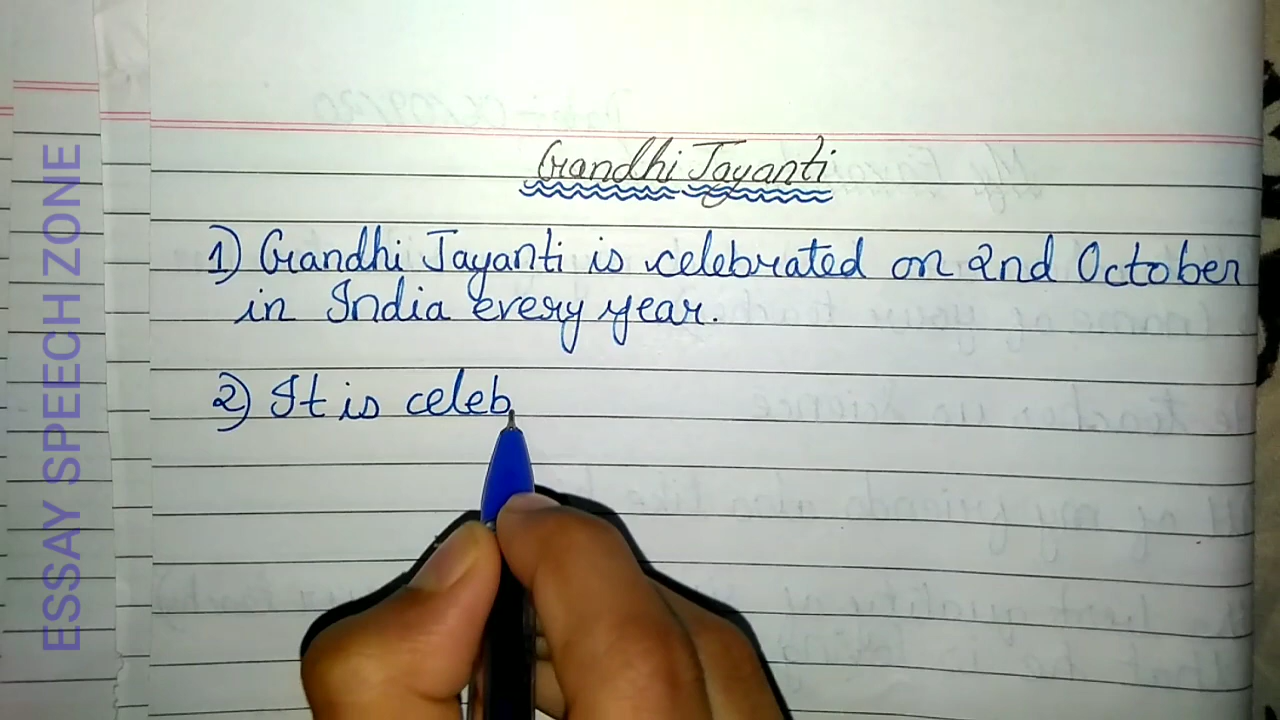 Gandhi Jayanti
1) Gandhi Jayanti is celebrated on 2nd October
in India every year.
2) It is celeb
ESSAY SPEECH ZONE